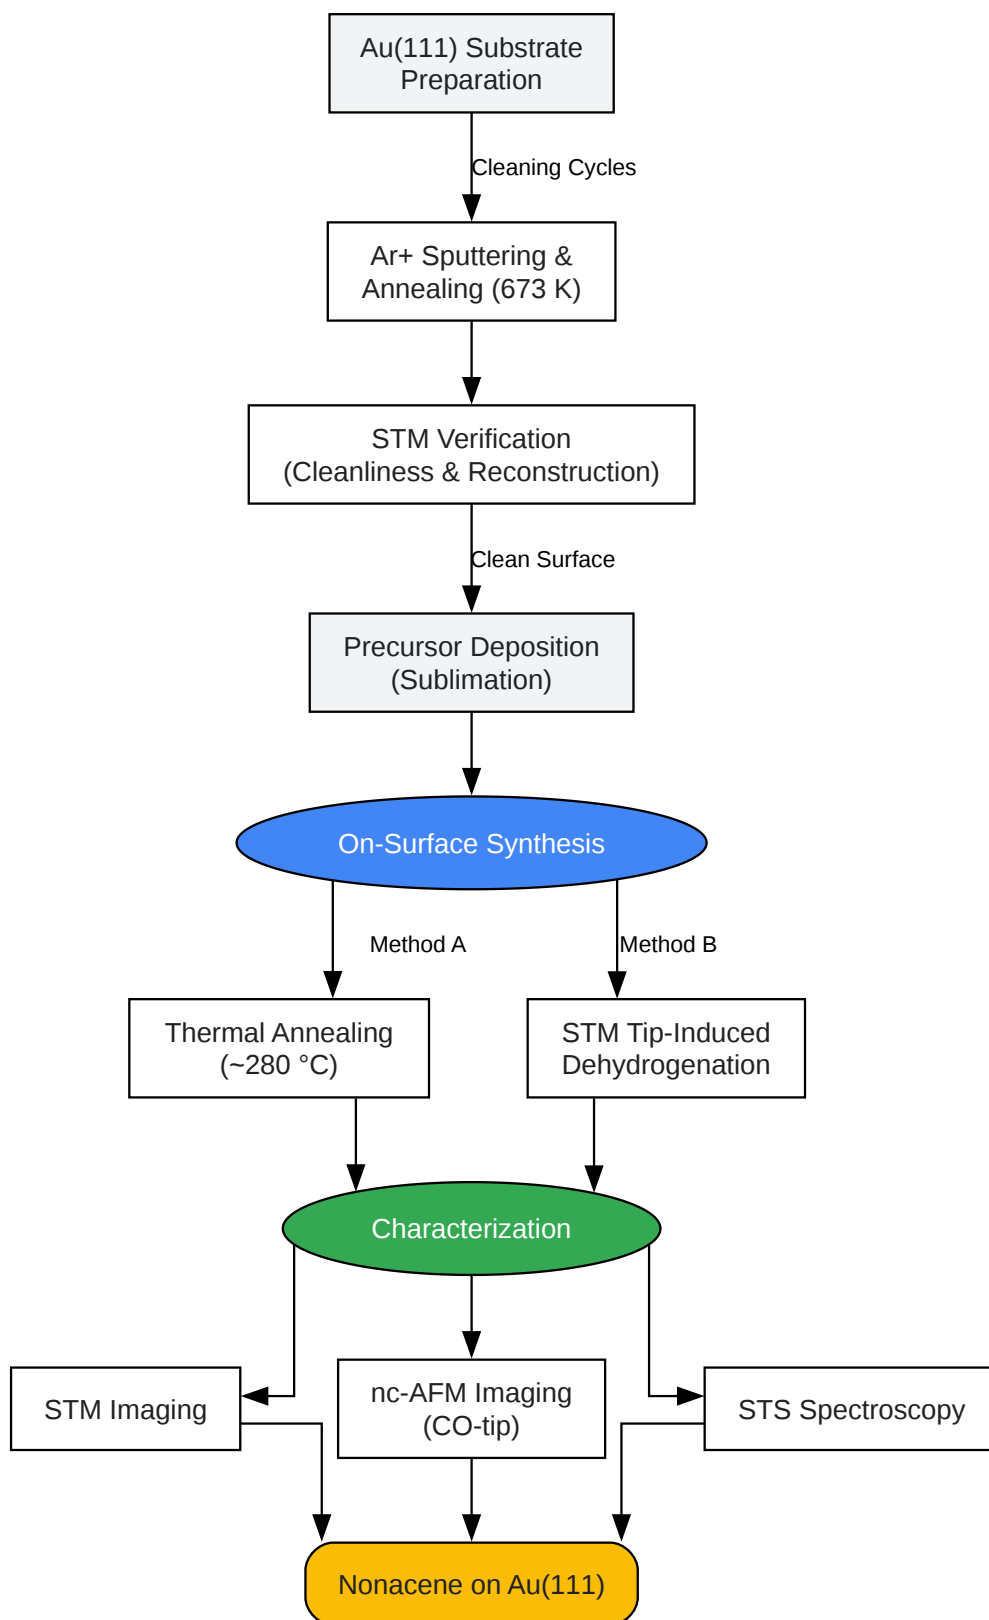 Au(111) Substrate
Preparation
Cleaning Cycles
Ar+ Sputtering &
Annealing (673 K)
STM Verification
(Cleanliness & Reconstruction)
Clean Surface
Precursor Deposition
(Sublimation)
On-Surface Synthesis
Method A
Method B
Thermal Annealing
(~280 °C)
STM Tip-Induced
Dehydrogenation
Characterization
STM Imaging
nc-AFM Imaging
(CO-tip)
STS Spectroscopy
Nonacene on Au(111)